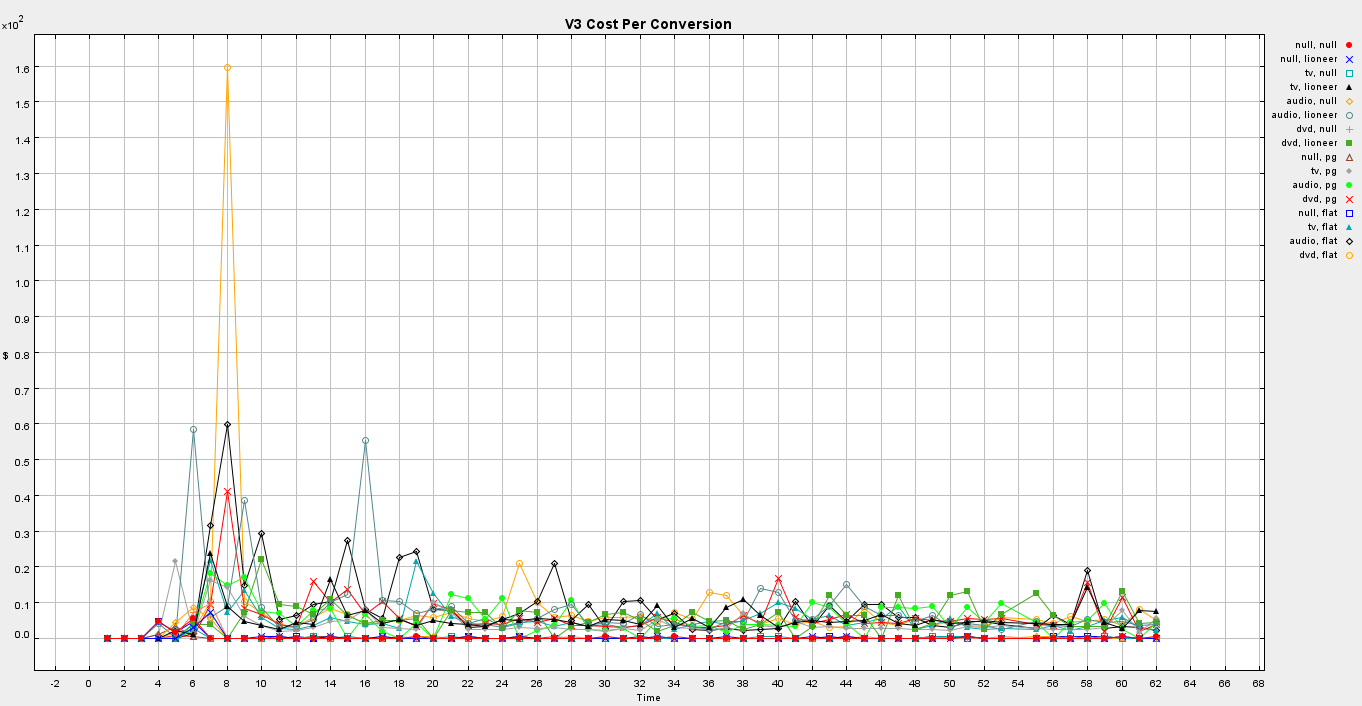 V3 Cost Per Conversion
x10^2
1.6
1.5
1.4
1.3
1.2
1.1
1.0
0.9
$ 0.8
0.7
0.6
0.5
0.4
0.3
0.2
0.1
0.0
-2 0 2 4 6 8 10 12 14 16 18 20 22 24 26 28 30 32 34 36 38 40 42 44 46 48 50 52 54 56 58 60 62 64 66 68
Time
null, null
null, lioneer
tv, null
tv, lioneer
audio, null
audio, lioneer
dvd, null
dvd, lioneer
null, pg
tv, pg
audio, pg
dvd, pg
null, flat
tv, flat
audio, flat
dvd, flat